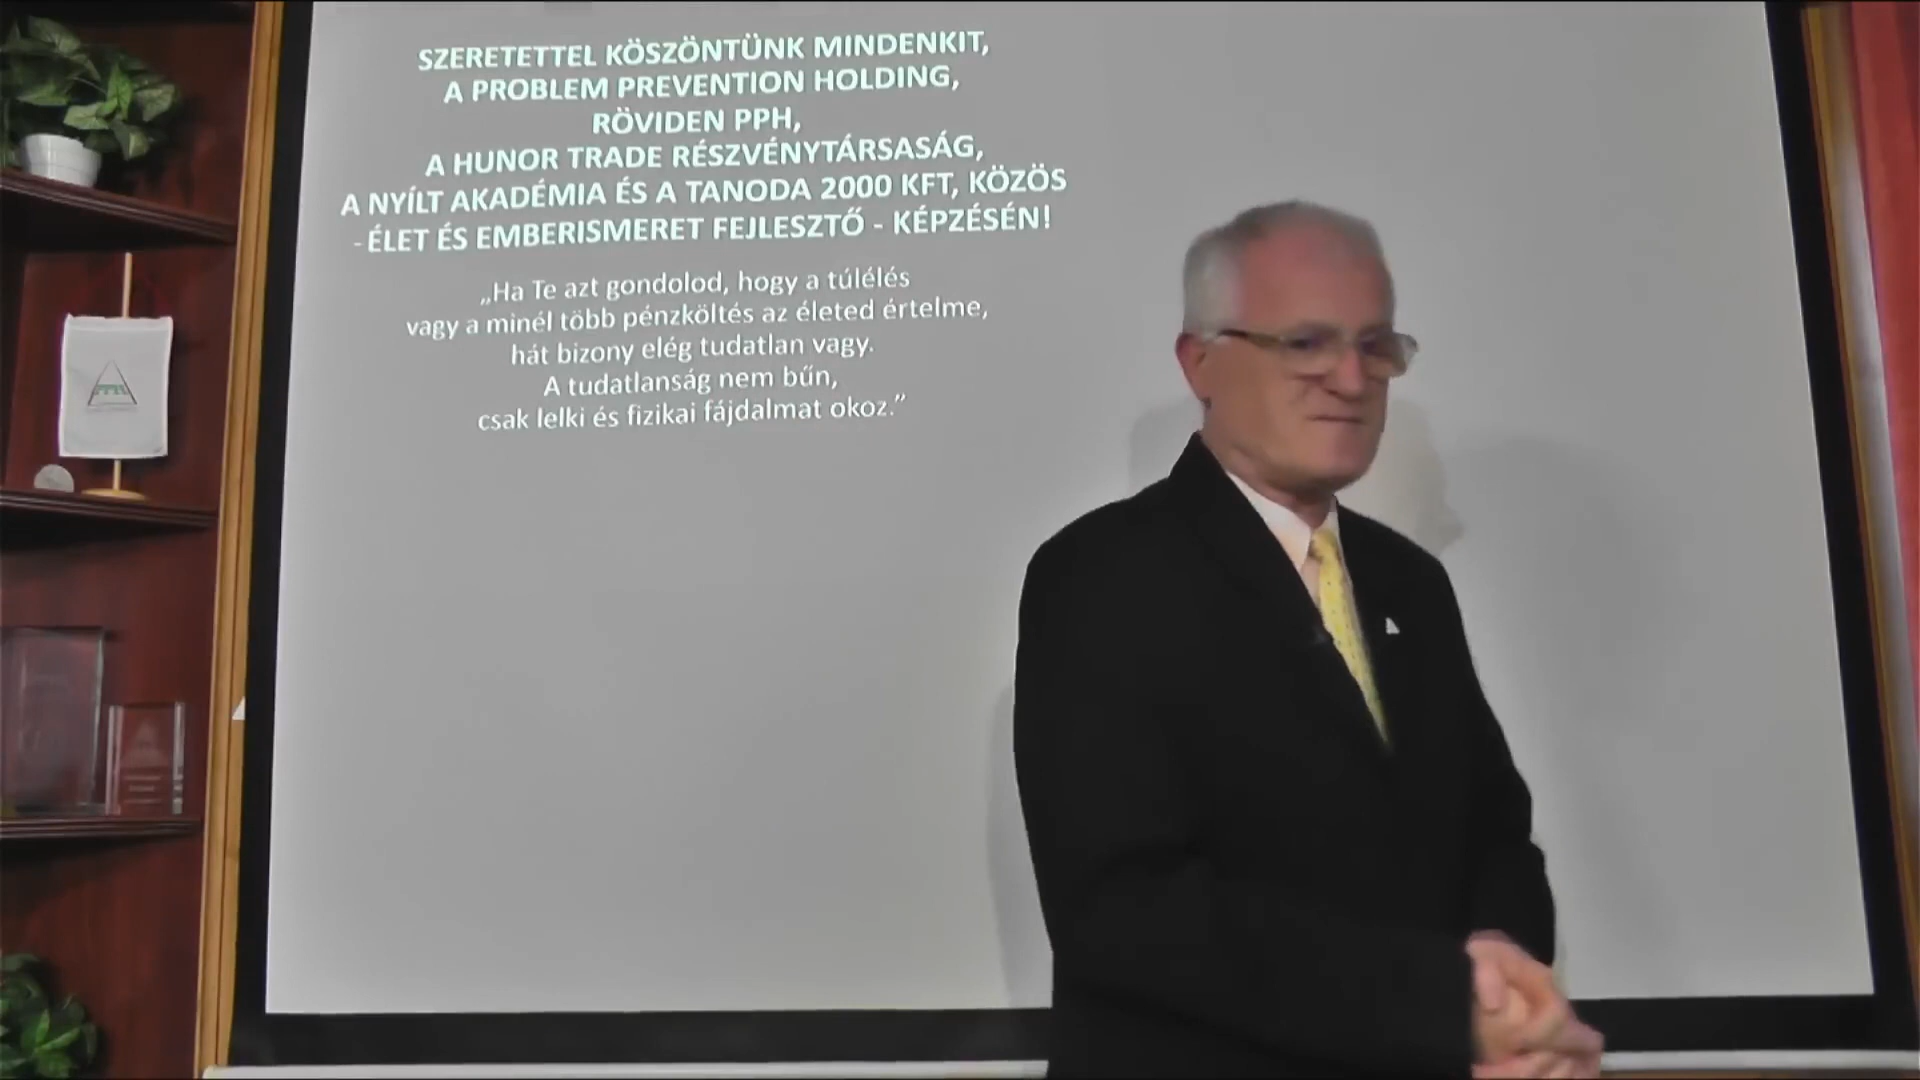 SZERETETTEL KÖSZÖNTÜNK MINDENKIT,
A PROBLEM PREVENTION HOLDING,
RÖVIDEN PPH,
A HUNOR TRADE RÉSZVÉNYTÁRSASÁG,
A NYÍLT AKADÉMIA ÉS A TANODA 2000 KFT, KÖZÖS
- ÉLET ÉS EMBERISMERET FEJLESZTŐ - KÉPZÉSÉN!
„Ha Te azt gondolod, hogy a túlélés
vagy a minél több pénzköltés az életed értelme,
hát bizony elég tudatlan vagy.
A tudatlanság nem bűn,
csak lelki és fizikai fájdalmat okoz.”